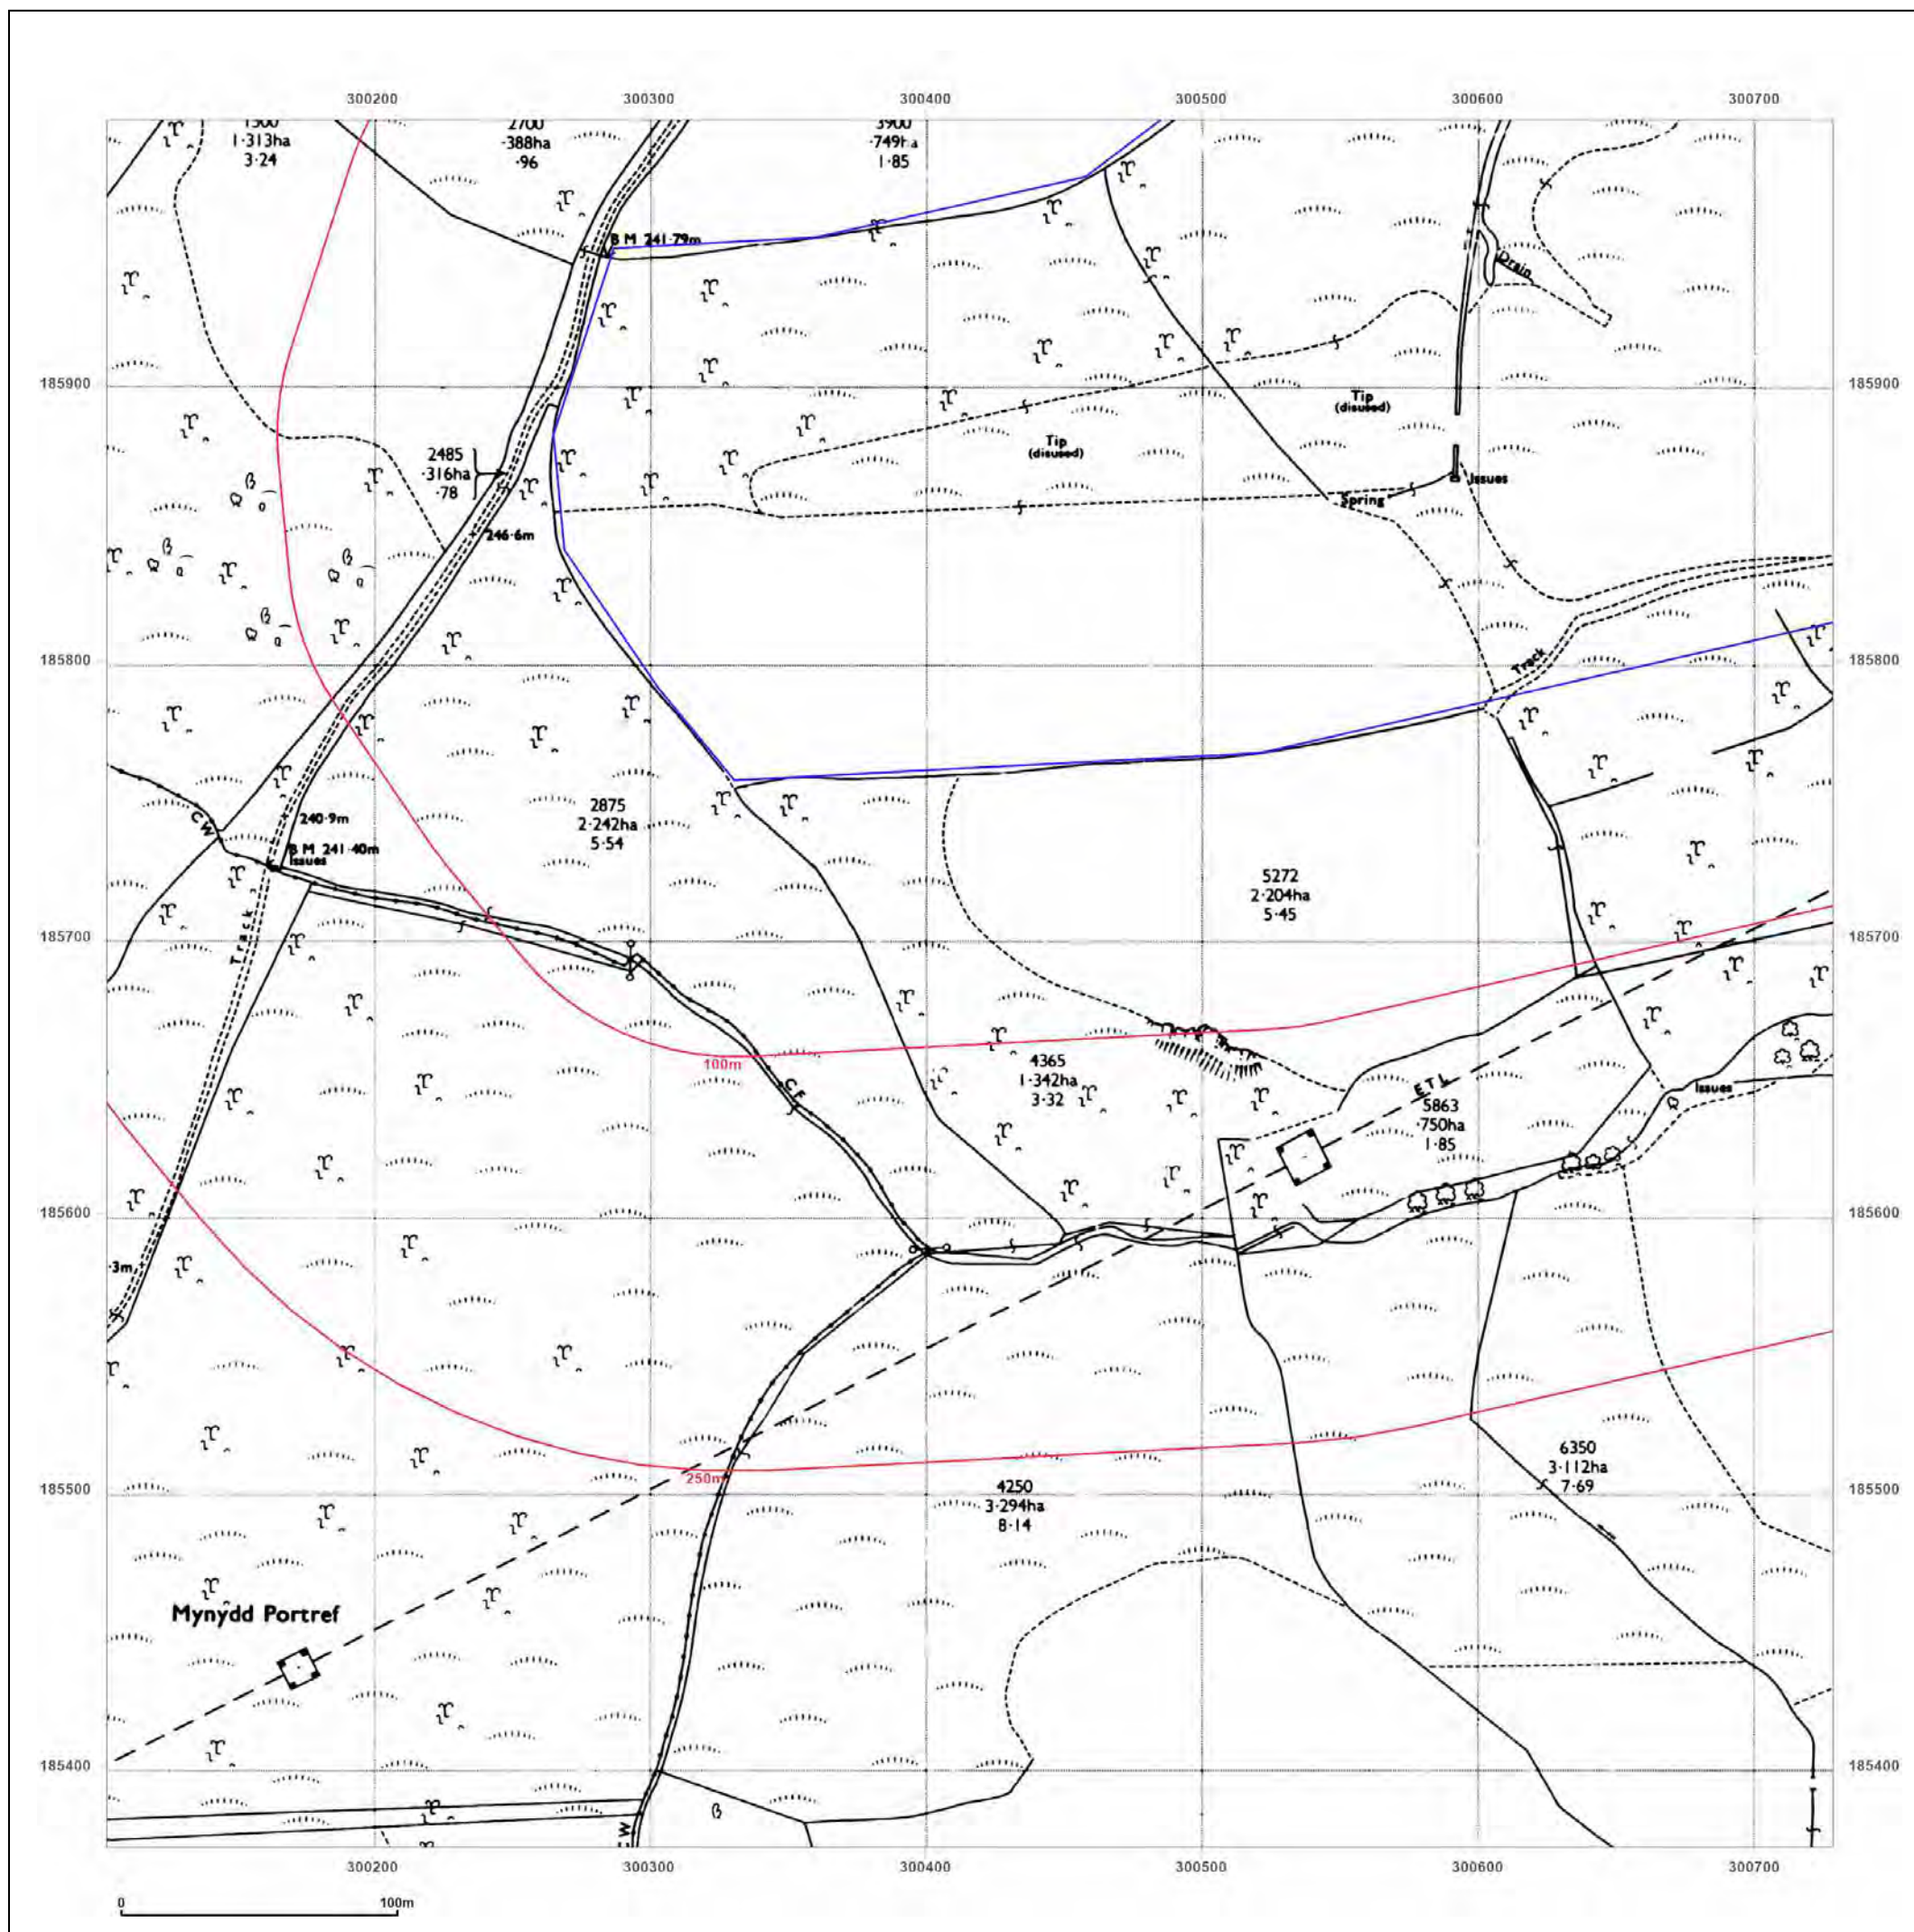 300200 300300 300400 300500 300600 300700
1300
1·313ha
3·24
2700
·388ha
·96
3900
·749ha
1·85
B M 241·79m
Drain
185900 185900
Tip
(disused)
Tip
(disused)
2485
·316ha
·78
Issues
Spring
246·6m
185800 185800
Track
2875
2·242ha
5·54
C W
240·9m
B M 241·40m
Issues
5272
2·204ha
5·45
Track
185700 185700
100m
4365
1·342ha
3·32
C F
E T L
5863
·750ha
1·85
Issues
185600 185600
·3m
250m
6350
3·112ha
7·69
4250
3·294ha
8·14
185500 185500
Mynydd Portref
185400 185400
CW
300200 300300 300400 300500 300600 300700
0 100m